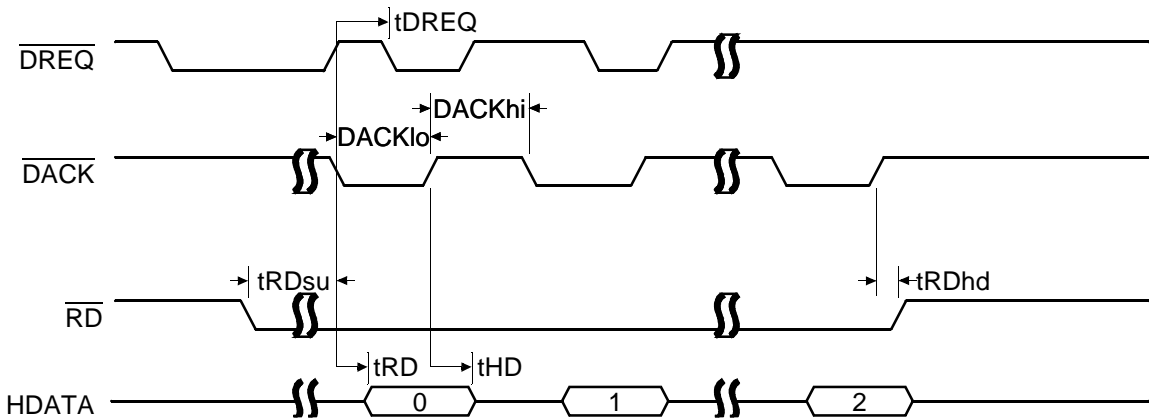 tDREQ
DREQ
DACKhi
DACKlo
DACK
tRDsu
tRDhd
RD
tRD
tHD
HDATA
0
1
2